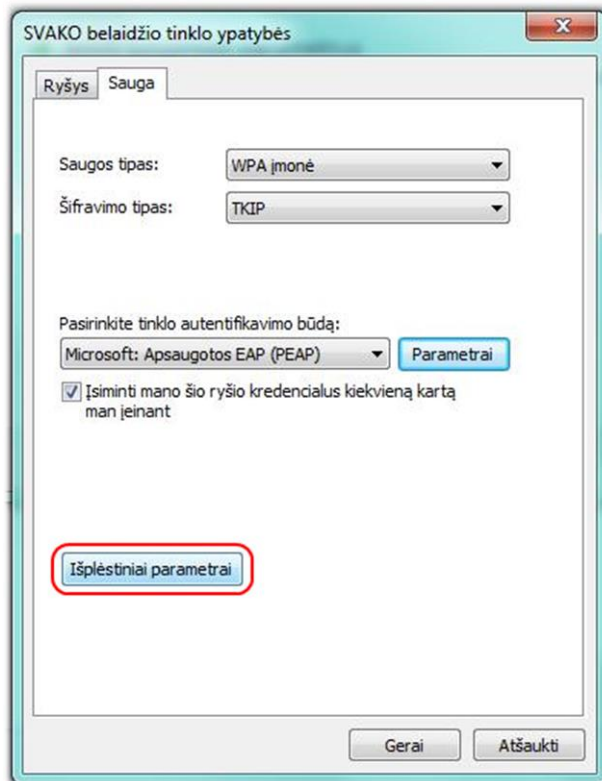 SVAKO belaidžio tinklo ypatybės
Ryšys
Sauga
Saugos tipas:
WPA įmonė
Šifravimo tipas:
TKIP
Pasirinkite tinklo autentifikavimo būdą:
Microsoft: Apsaugotos EAP (PEAP)
Parametrai
Įsiminti mano šio ryšio kredencialus kiekvieną kartą
man įeinant
Išplėstiniai parametrai
Gerai
Atšaukti